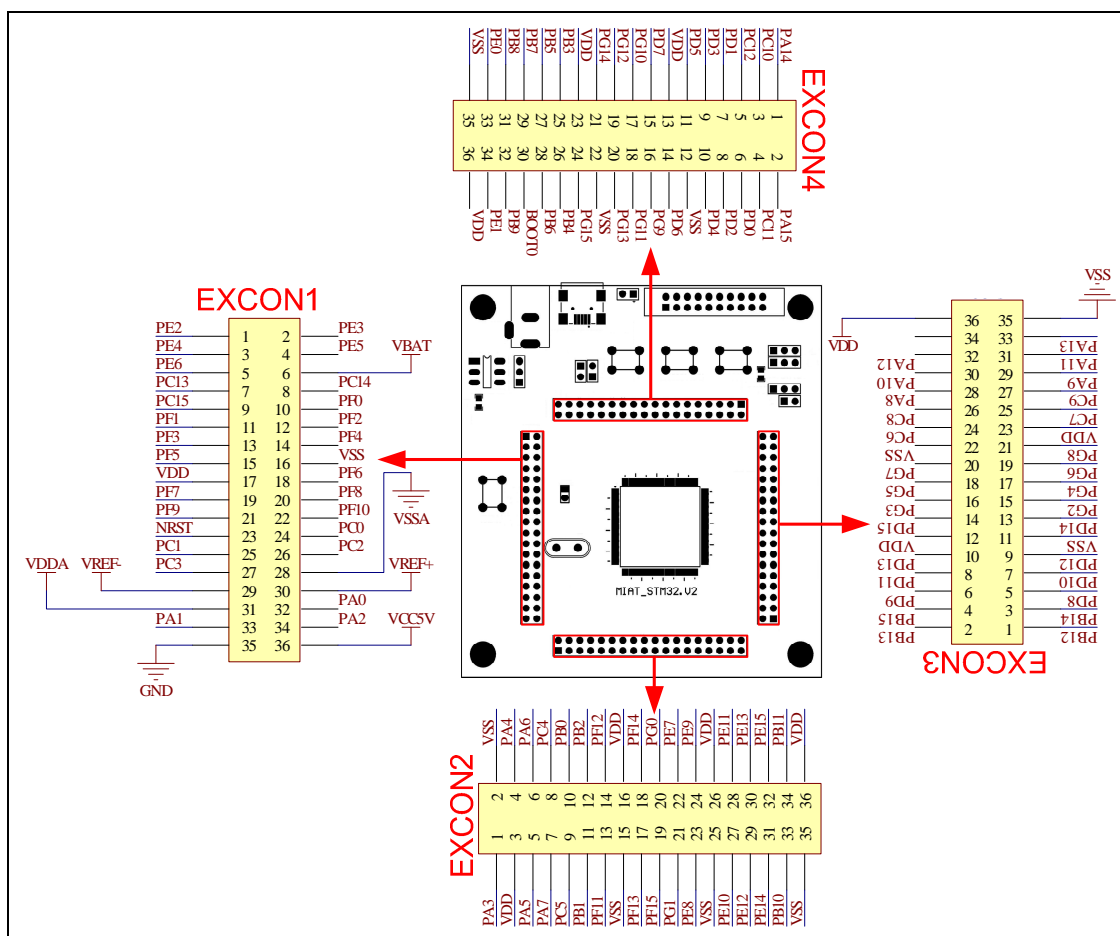 VSS PE0 PB8 PB7 PB5 PB3 VDD PG14 PG12 PG10 PD7 VDD PD5 PD3 PD1 PC12 PC10 PA14
35 33 31 29 27 25 23 21 19 17 15 13 11 9 7 5 3 1
36 34 32 30 28 26 24 22 20 18 16 14 12 10 8 6 4 2
VDD PE1 PB9 BOOT0 PB6 PB4 PG15 VSS PG13 PG11 PG9 PD6 VSS PD4 PD2 PD0 PC11 PA15
EXCON4
EXCON1
PE2 1 2 PE3
PE4 3 4 PE5
PE6 5 6 VBAT
PC13 7 8 PC14
PC15 9 10 PF0
PF1 11 12 PF2
PF3 13 14 PF4
PF5 15 16 VSS
VDD 17 18 PF6
PF7 19 20 PF8
PF9 21 22 PF10
NRST 23 24 PC0
PC1 25 26 PC2
PC3 27 28 VSSA
VREF- 29 30 VREF+
VDDA 31 32 PA0
PA1 33 34 PA2
GND 35 36 VCC5V
MIAT_STM32.V2
VDD 36 35 VSS
34 33 PA13
PA12 32 31 PA11
PA10 30 29 PA9
PA8 28 27 PC9
PC8 26 25 PC7
PC6 24 23 VDD
VSS 22 21 PG8
PG7 20 19 PG6
PG5 18 17 PG4
PG3 16 15 PG2
PD15 14 13 PD14
VDD 12 11 VSS
PD13 10 9 PD12
PD11 8 7 PD10
PD9 6 5 PD8
PB15 4 3 PB14
PB13 2 1 PB12
EXCON3
VSS PA4 PA6 PC4 PB0 PB2 PF12 VDD PF14 PG0 PE7 PE9 VDD PE11 PE13 PE15 PB11 VDD
2 4 6 8 10 12 14 16 18 20 22 24 26 28 30 32 34 36
1 3 5 7 9 11 13 15 17 19 21 23 25 27 29 31 33 35
PA3 VDD PA5 PA7 PC5 PB1 PF11 VSS PF13 PF15 PG1 PE8 VSS PE10 PE12 PE14 PB10 VSS
EXCON2